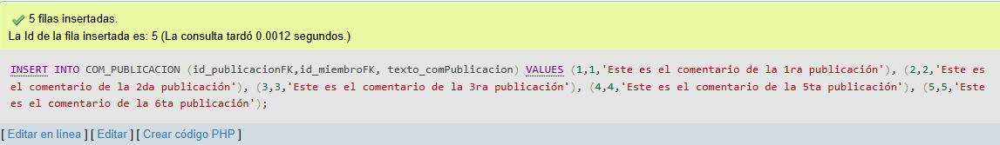 5 filas insertadas.
La Id de la fila insertada es: 5 (La consulta tardó 0.0012 segundos.)
INSERT INTO COM_PUBLICACION (id_publicacionFK,id_miembroFK, texto_comPublicacion) VALUES (1,1,'Este es el comentario de la 1ra publicación'), (2,2,'Este es
el comentario de la 2da publicación'), (3,3,'Este es el comentario de la 3ra publicación'), (4,4,'Este es el comentario de la 5ta publicación'), (5,5,'Este
es el comentario de la 6ta publicación');
[ Editar en línea ] [ Editar ] [ Crear código PHP ]